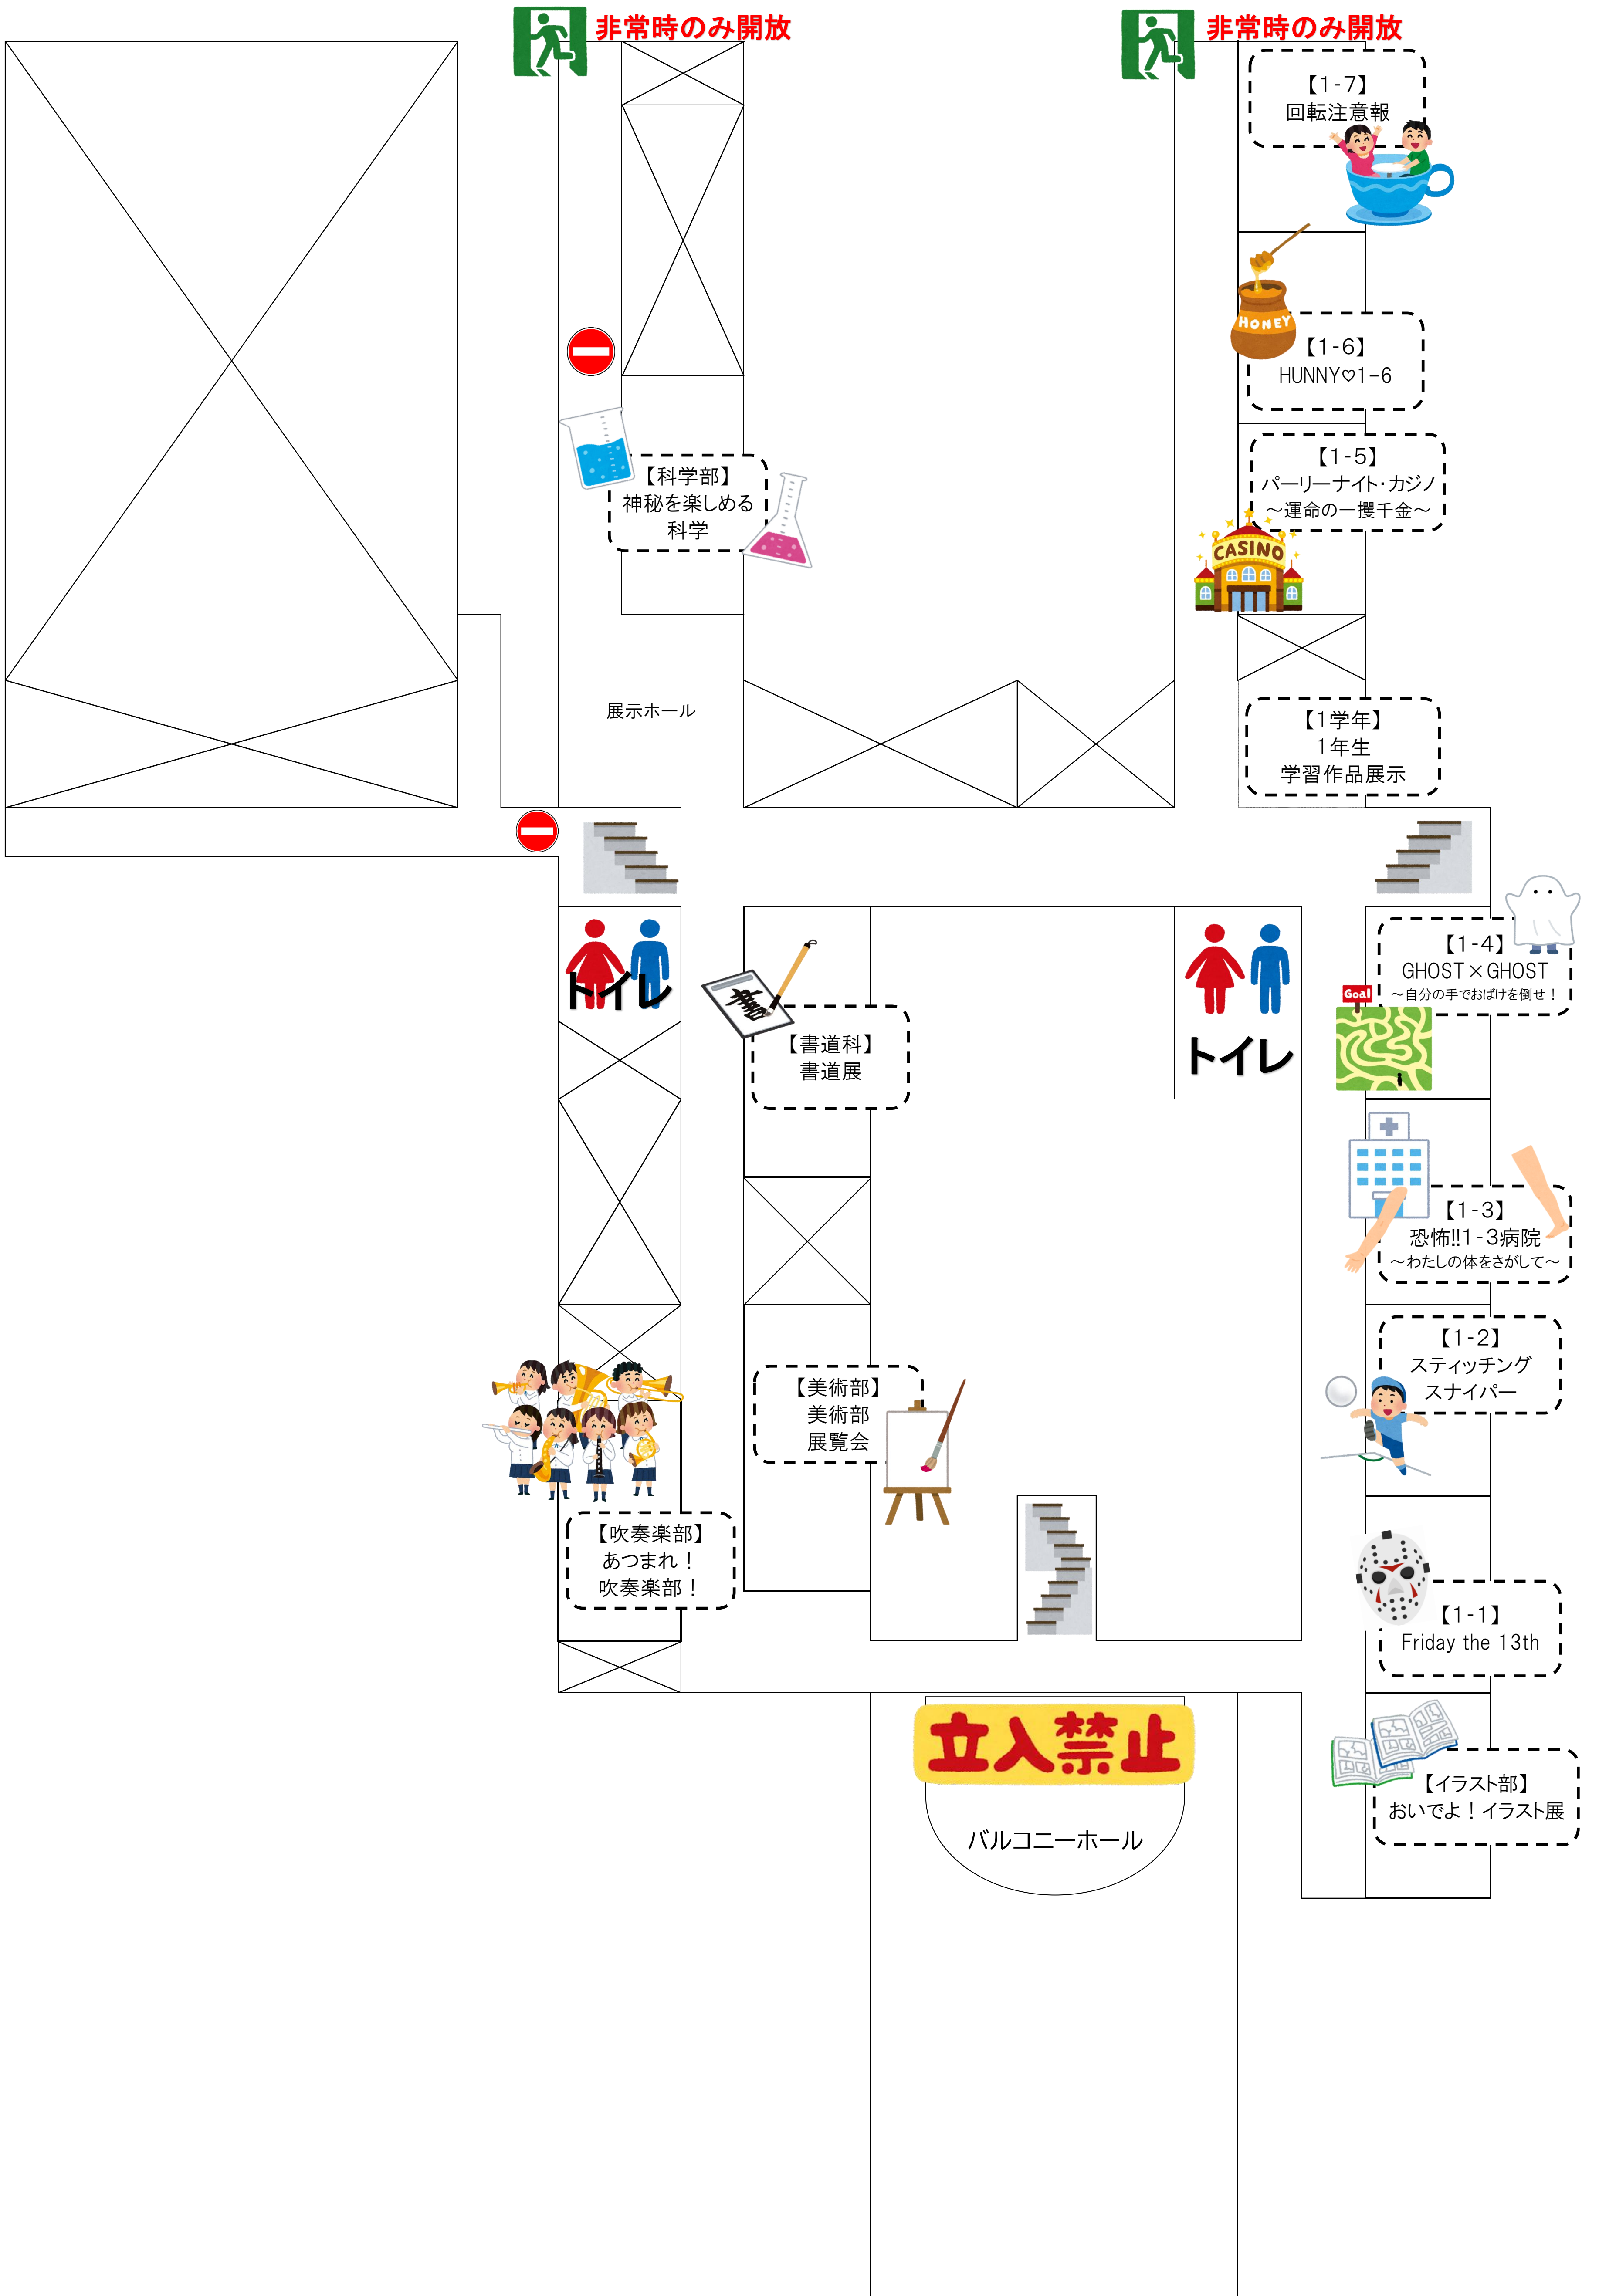 非常時のみ開放
非常時のみ開放
【1-7】
回転注意報
HONEY
【1-6】
HUNNY♡1-6
【1-5】
パーリーナイト・カジノ
～運命の一攫千金～
CASINO
【科学部】
神秘を楽しめる
科学
展示ホール
【1学年】
1年生
学習作品展示
トイレ
書
【書道科】
書道展
トイレ
【1-4】
GHOST×GHOST
～自分の手でおばけを倒せ！
Goal
【1-3】
恐怖!!1-3病院
～わたしの体をさがして～
【1-2】
スティッチング
スナイパー
【美術部】
美術部
展覧会
【吹奏楽部】
あつまれ！
吹奏楽部！
【1-1】
Friday the 13th
立入禁止
バルコニーホール
【イラスト部】
おいでよ！イラスト展